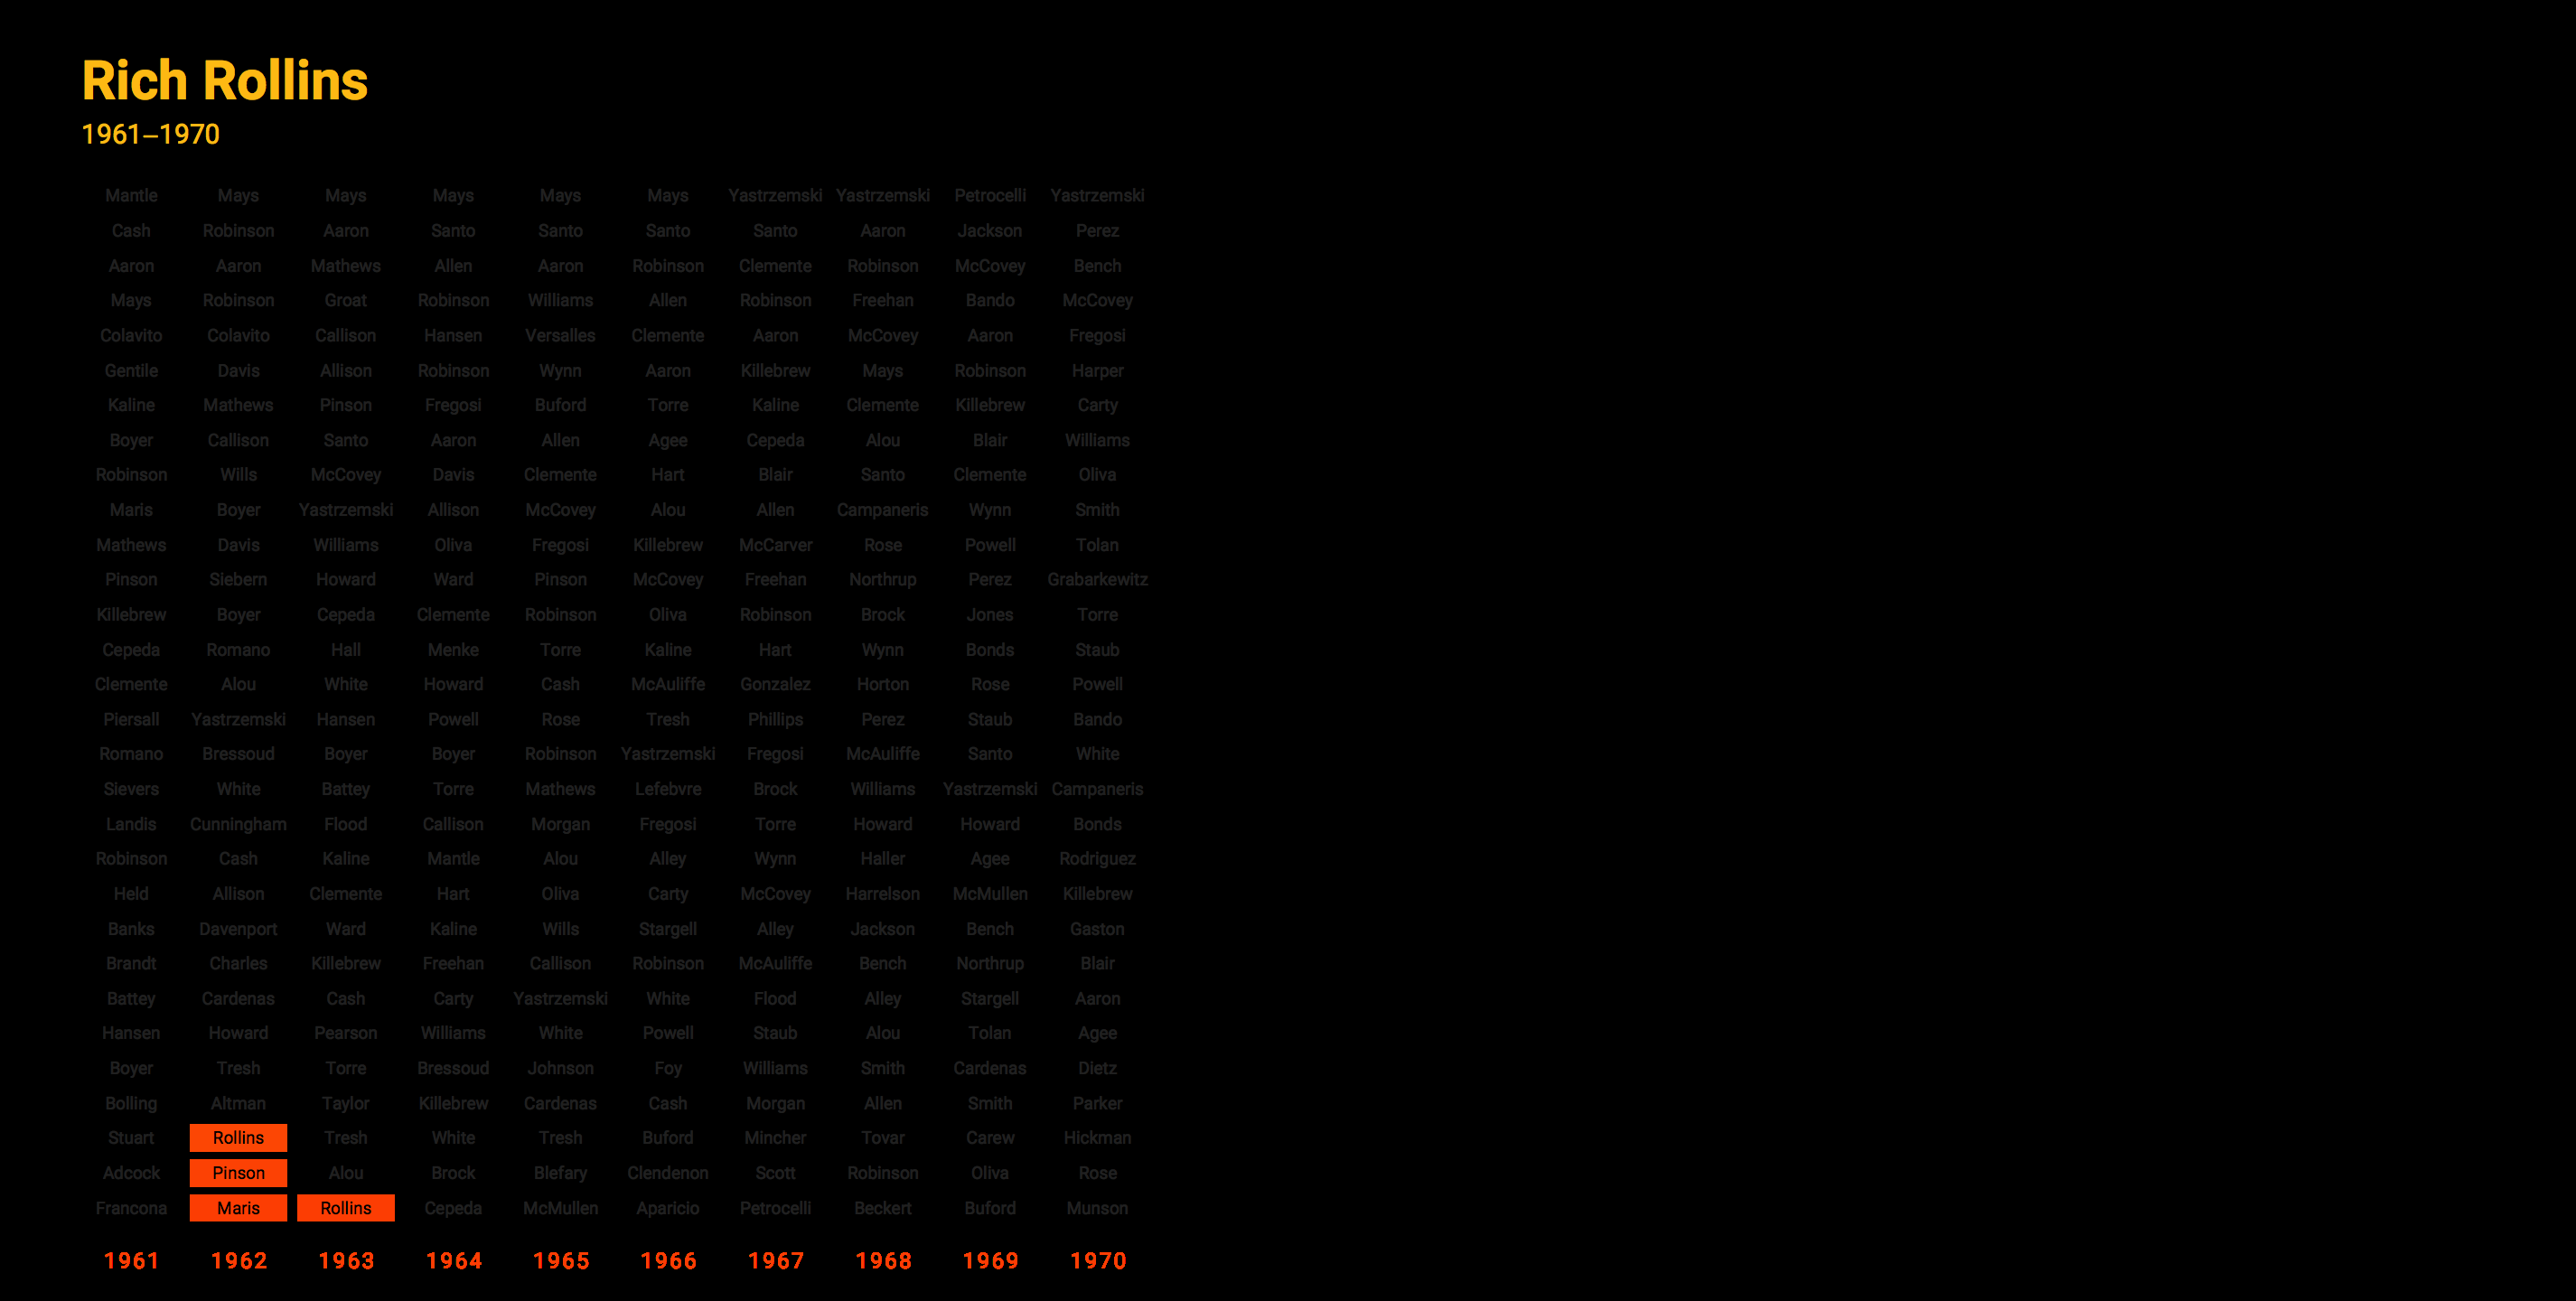 Rich Rollins
1961–1970
Mantle Mays Mays Mays Mays Mays Yastrzemski Yastrzemski Petrocelli Yastrzemski
Cash Robinson Aaron Santo Santo Santo Santo Aaron Jackson Perez
Aaron Aaron Mathews Allen Aaron Robinson Clemente Robinson McCovey Bench
Mays Robinson Groat Robinson Williams Allen Robinson Freehan Bando McCovey
Colavito Colavito Callison Hansen Versalles Clemente Aaron McCovey Aaron Fregosi
Gentile Davis Allison Robinson Wynn Aaron Killebrew Mays Robinson Harper
Kaline Mathews Pinson Fregosi Buford Torre Kaline Clemente Killebrew Carty
Boyer Callison Santo Aaron Allen Agee Cepeda Alou Blair Williams
Robinson Wills McCovey Davis Clemente Hart Blair Santo Clemente Oliva
Maris Boyer Yastrzemski Allison McCovey Alou Allen Campaneris Wynn Smith
Mathews Davis Williams Oliva Fregosi Killebrew McCarver Rose Powell Tolan
Pinson Siebern Howard Ward Pinson McCovey Freehan Northrup Perez Grabarkewitz
Killebrew Boyer Cepeda Clemente Robinson Oliva Robinson Brock Jones Torre
Cepeda Romano Hall Menke Torre Kaline Hart Wynn Bonds Staub
Clemente Alou White Howard Cash McAuliffe Gonzalez Horton Rose Powell
Piersall Yastrzemski Hansen Powell Rose Tresh Phillips Perez Staub Bando
Romano Bressoud Boyer Boyer Robinson Yastrzemski Fregosi McAuliffe Santo White
Sievers White Battey Torre Mathews Lefebvre Brock Williams Yastrzemski Campaneris
Landis Cunningham Flood Callison Morgan Fregosi Torre Howard Howard Bonds
Robinson Cash Kaline Mantle Alou Alley Wynn Haller Agee Rodriguez
Held Allison Clemente Hart Oliva Carty McCovey Harrelson McMullen Killebrew
Banks Davenport Ward Kaline Wills Stargell Alley Jackson Bench Gaston
Brandt Charles Killebrew Freehan Callison Robinson McAuliffe Bench Northrup Blair
Battey Cardenas Cash Carty Yastrzemski White Flood Alley Stargell Aaron
Hansen Howard Pearson Williams White Powell Staub Alou Tolan Agee
Boyer Tresh Torre Bressoud Johnson Foy Williams Smith Cardenas Dietz
Bolling Altman Taylor Killebrew Cardenas Cash Morgan Allen Smith Parker
Stuart Rollins Tresh White Tresh Buford Mincher Tovar Carew Hickman
Adcock Pinson Alou Brock Blefary Clendenon Scott Robinson Oliva Rose
Francona Maris Rollins Cepeda McMullen Aparicio Petrocelli Beckert Buford Munson
1961 1962 1963 1964 1965 1966 1967 1968 1969 1970